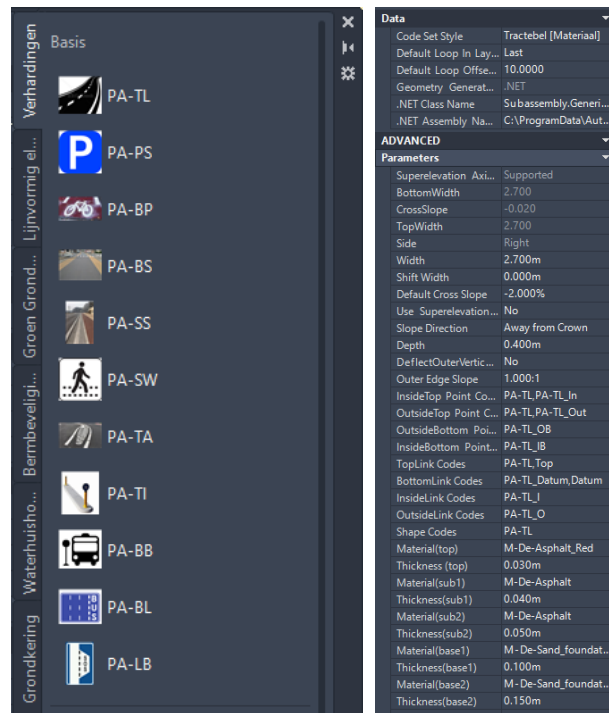 Verhardingen
Lijnvormig el...
Groen Grond...
Bermbeveligi...
Waterhuisho...
Grondkering
Basis
PA-TL
P
PA-PS
PA-BP
PA-BS
PA-SS
PA-SW
PA-TA
PA-TI
PA-BB
BUS
PA-BL
PA-LB
Data
Code Set Style Tractebel [Materiaal]
Default Loop In Lay... Last
Default Loop Offse... 10.0000
Geometry Generat... .NET
.NET Class Name Subassembly.Generi...
.NET Assembly Na... C:\ProgramData\Aut...
ADVANCED
Parameters
Superelevation Axi... Supported
BottomWidth 2.700
CrossSlope -0.020
TopWidth 2.700
Side Right
Width 2.700m
Shift Width 0.000m
Default Cross Slope -2.000%
Use Superelevation... No
Slope Direction Away from Crown
Depth 0.400m
DeflectOuterVertic... No
Outer Edge Slope 1.000:1
InsideTop Point Co... PA-TL,PA-TL_In
OutsideTop Point C... PA-TL,PA-TL_Out
OutsideBottom Poi... PA-TL_OB
InsideBottom Point... PA-TL_IB
TopLink Codes PA-TL,Top
BottomLink Codes PA-TL_Datum,Datum
InsideLink Codes PA-TL_I
OutsideLink Codes PA-TL_O
Shape Codes PA-TL
Material(top) M-De-Asphalt_Red
Thickness (top) 0.030m
Material(sub1) M-De-Asphalt
Thickness(sub1) 0.040m
Material(sub2) M-De-Asphalt
Thickness(sub2) 0.050m
Material(base1) M-De-Sand_foundat...
Thickness(base1) 0.100m
Material(base2) M-De-Sand_foundat...
Thickness(base2) 0.150m